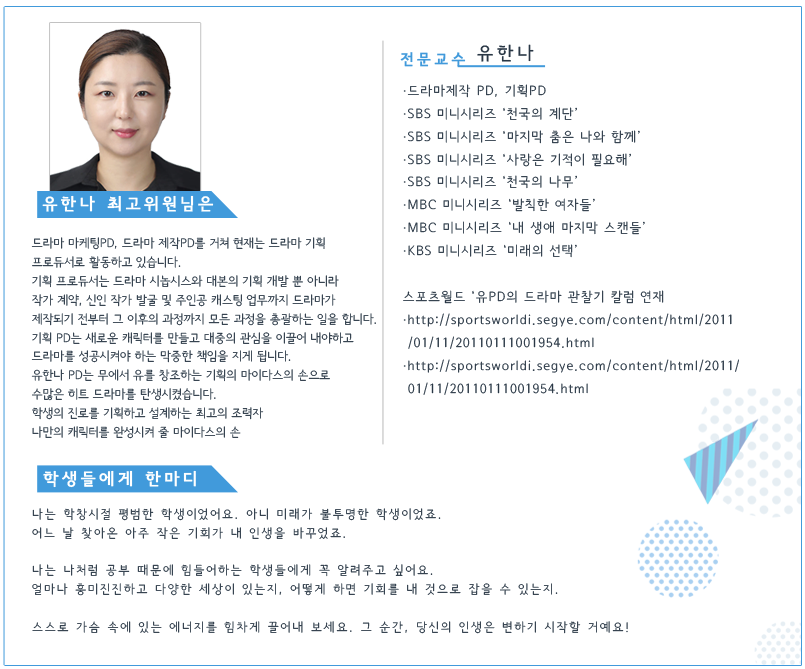 유한나 최고위원님은
드라마 마케팅PD, 드라마 제작PD를 거쳐 현재는 드라마 기획
프로듀서로 활동하고 있습니다.
기획 프로듀서는 드라마 시놉시스와 대본의 기획 개발 뿐 아니라
작가 계약, 신인 작가 발굴 및 주인공 캐스팅 업무까지 드라마가
제작되기 전부터 그 이후의 과정까지 모든 과정을 총괄하는 일을 합니다.
기획 PD는 새로운 캐릭터를 만들고 대중의 관심을 이끌어 내야하고
드라마를 성공시켜야 하는 막중한 책임을 지게 됩니다.
유한나 PD는 무에서 유를 창조하는 기획의 마이다스의 손으로
수많은 히트 드라마를 탄생시켰습니다.
학생의 진로를 기획하고 설계하는 최고의 조력자
나만의 캐릭터를 완성시켜 줄 마이다스의 손
전문교수 유한나
·드라마제작 PD, 기획PD
·SBS 미니시리즈 ‘천국의 계단’
·SBS 미니시리즈 ‘마지막 춤은 나와 함께’
·SBS 미니시리즈 ‘사랑은 기적이 필요해’
·SBS 미니시리즈 ‘천국의 나무’
·MBC 미니시리즈 ‘발칙한 여자들’
·MBC 미니시리즈 ‘내 생애 마지막 스캔들’
·KBS 미니시리즈 ‘미래의 선택’
스포츠월드 ‘유PD의 드라마 관찰기 칼럼 연재
·http://sportsworldi.segye.com/content/html/2011
/01/11/20110111001954.html
·http://sportsworldi.segye.com/content/html/2011/
01/11/20110111001954.html
학생들에게 한마디
나는 학창시절 평범한 학생이었어요. 아니 미래가 불투명한 학생이었죠.
어느 날 찾아온 아주 작은 기회가 내 인생을 바꾸었죠.
나는 나처럼 공부 때문에 힘들어하는 학생들에게 꼭 알려주고 싶어요.
얼마나 흥미진진하고 다양한 세상이 있는지, 어떻게 하면 기회를 내 것으로 잡을 수 있는지.
스스로 가슴 속에 있는 에너지를 힘차게 끌어내 보세요. 그 순간, 당신의 인생은 변하기 시작할 거예요!